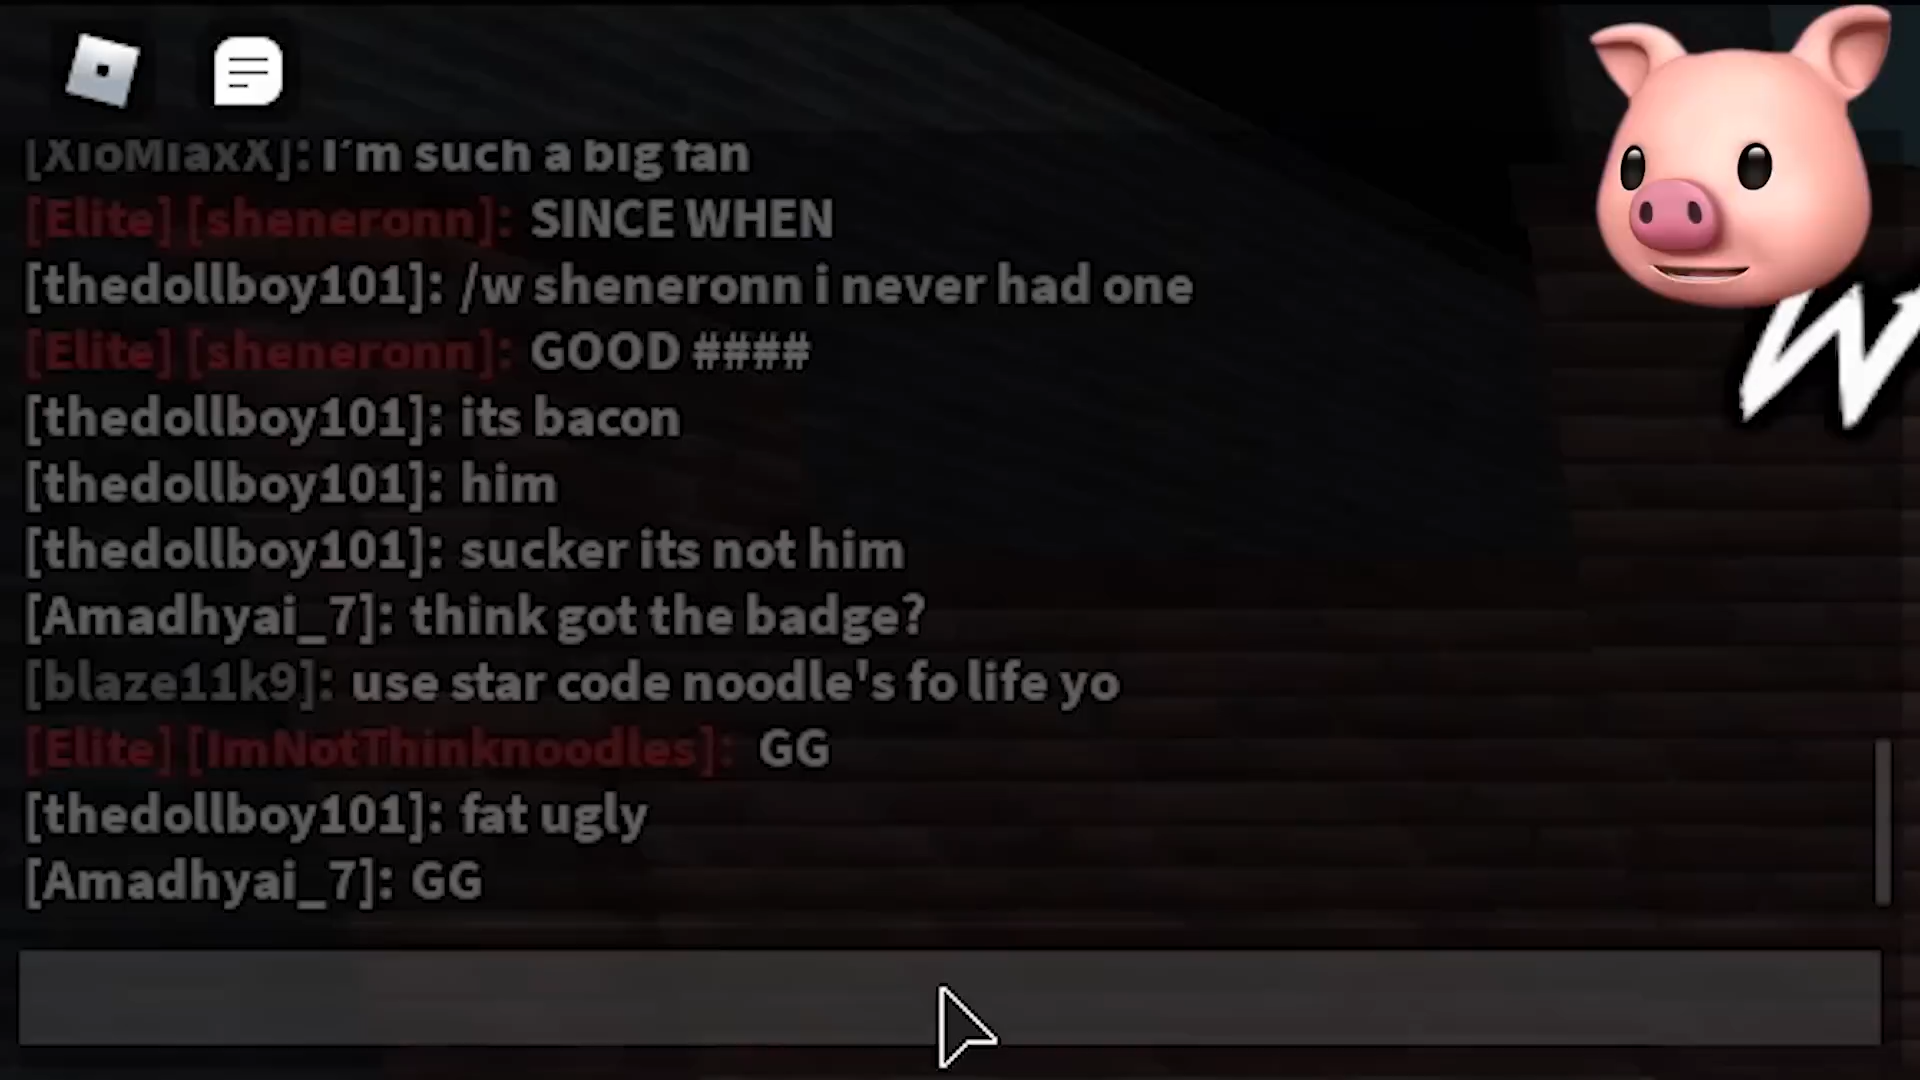 [XioMiaxX]: I´m such a big fan
[Elite] [sheneronn]: SINCE WHEN
[thedollboy101]: /w sheneronn i never had one
[Elite] [sheneronn]: GOOD ####
[thedollboy101]: its bacon
[thedollboy101]: him
[thedollboy101]: sucker its not him
[Amadhyai_7]: think got the badge?
[blaze11k9]: use star code noodle's fo life yo
[Elite] [ImNotThinknoodles]: GG
[thedollboy101]: fat ugly
[Amadhyai_7]: GG
W